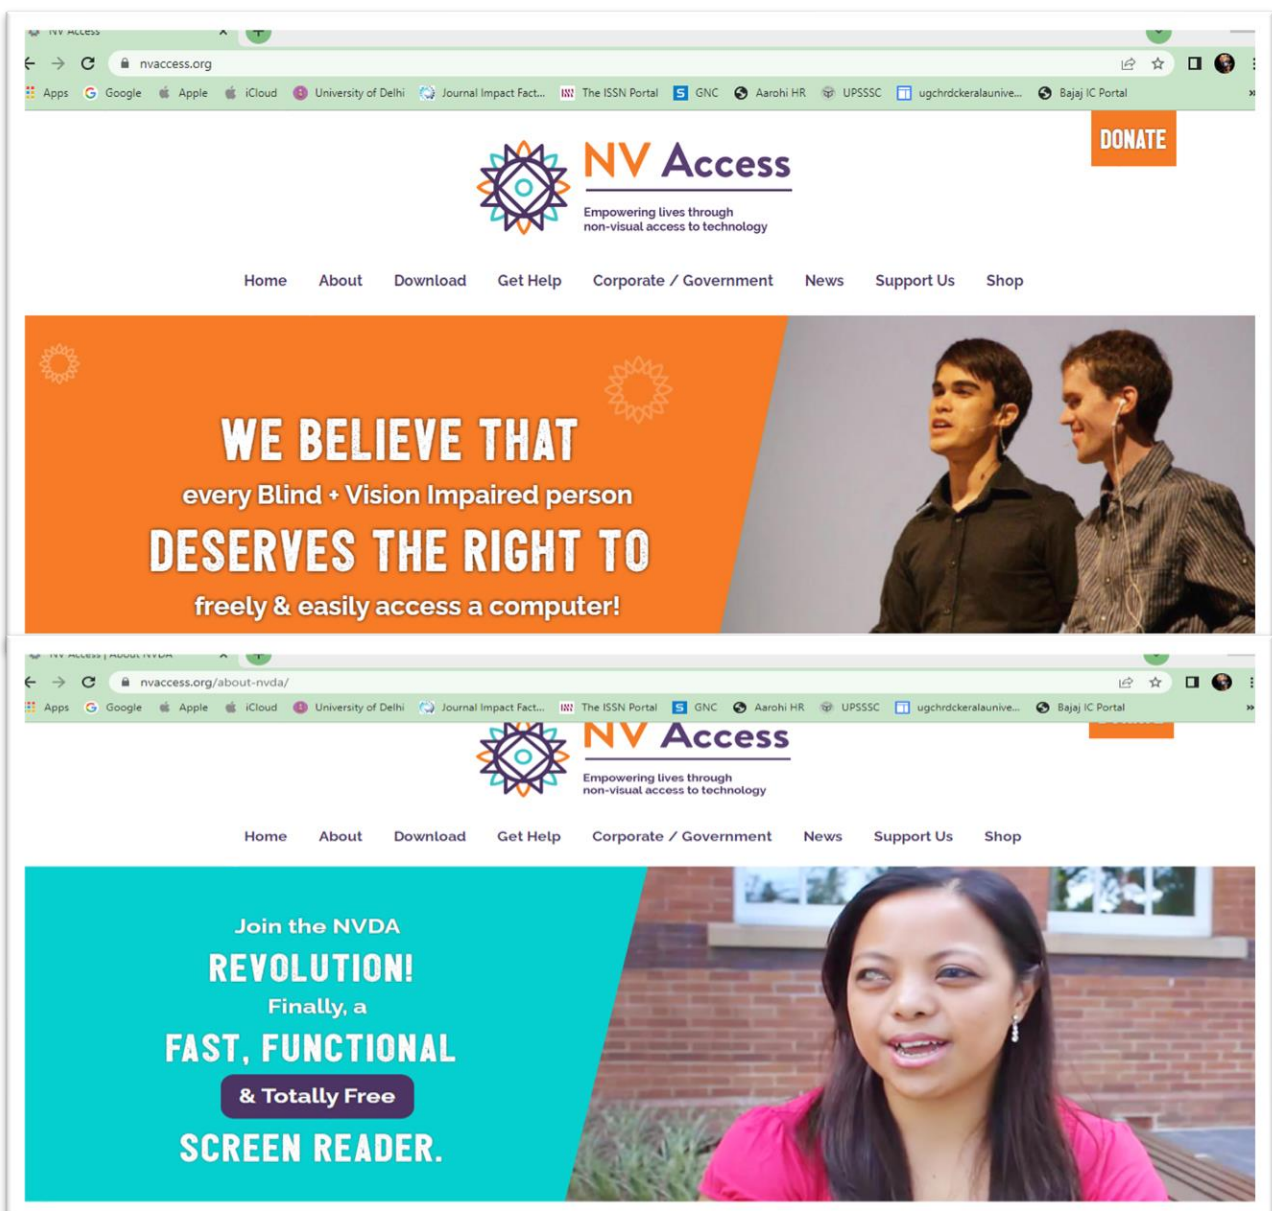 NV Access
nvaccess.org
Apps Google Apple iCloud University of Delhi Journal Impact Fact... The ISSN Portal GNC Aarohi HR UPSSSC ugchrdckeralaunive... Bajaj IC Portal »
DONATE
NV Access
Empowering lives through
non-visual access to technology
Home About Download Get Help Corporate / Government News Support Us Shop
WE BELIEVE THAT
every Blind + Vision Impaired person
DESERVES THE RIGHT TO
freely & easily access a computer!
NV Access | About NVDA
nvaccess.org/about-nvda/
Apps Google Apple iCloud University of Delhi Journal Impact Fact... The ISSN Portal GNC Aarohi HR UPSSSC ugchrdckeralaunive... Bajaj IC Portal »
NV Access
Empowering lives through
non-visual access to technology
Home About Download Get Help Corporate / Government News Support Us Shop
Join the NVDA
REVOLUTION!
Finally, a
FAST, FUNCTIONAL
& Totally Free
SCREEN READER.